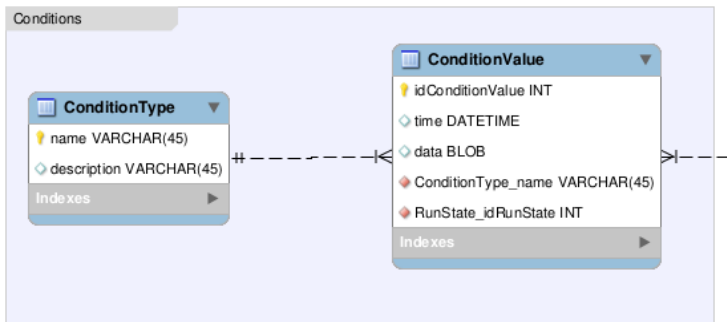 Conditions
ConditionType
name VARCHAR(45)
description VARCHAR(45)
Indexes
ConditionValue
idConditionValue INT
time DATETIME
data BLOB
ConditionType_name VARCHAR(45)
RunState_idRunState INT
Indexes